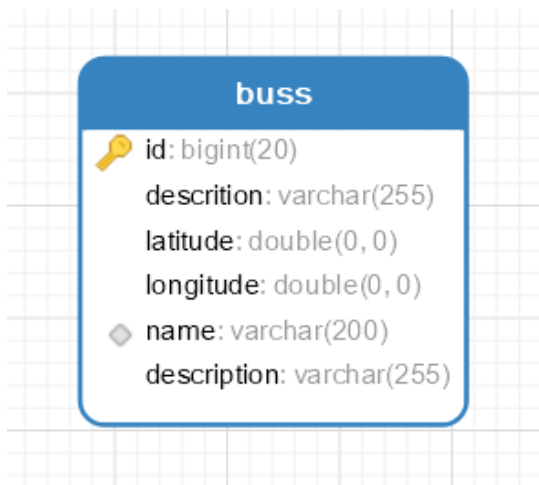 buss
id: bigint(20)
descrition: varchar(255)
latitude: double(0, 0)
longitude: double(0, 0)
name: varchar(200)
description: varchar(255)